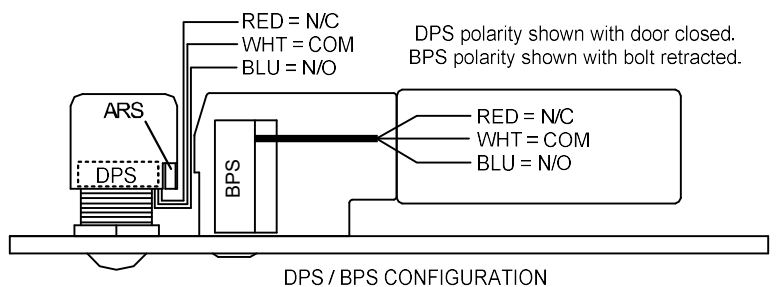 RED = N/C
WHT = COM
BLU = N/O
DPS polarity shown with door closed.
BPS polarity shown with bolt retracted.
ARS
DPS
BPS
RED = N/C
WHT = COM
BLU = N/O
DPS / BPS CONFIGURATION